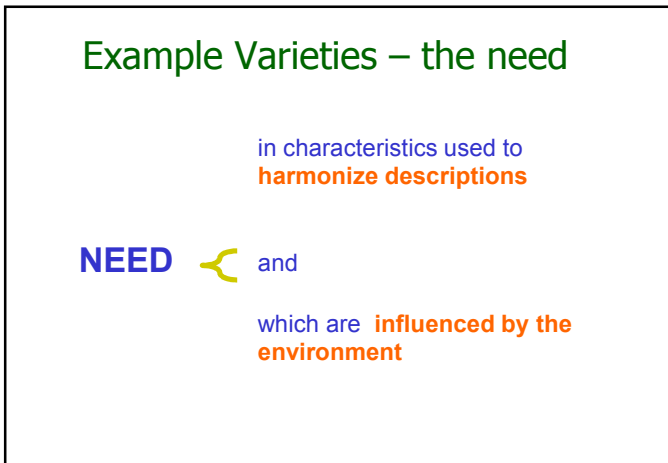 Example Varieties – the need
in characteristics used to
harmonize descriptions
NEED
and
which are influenced by the
environment